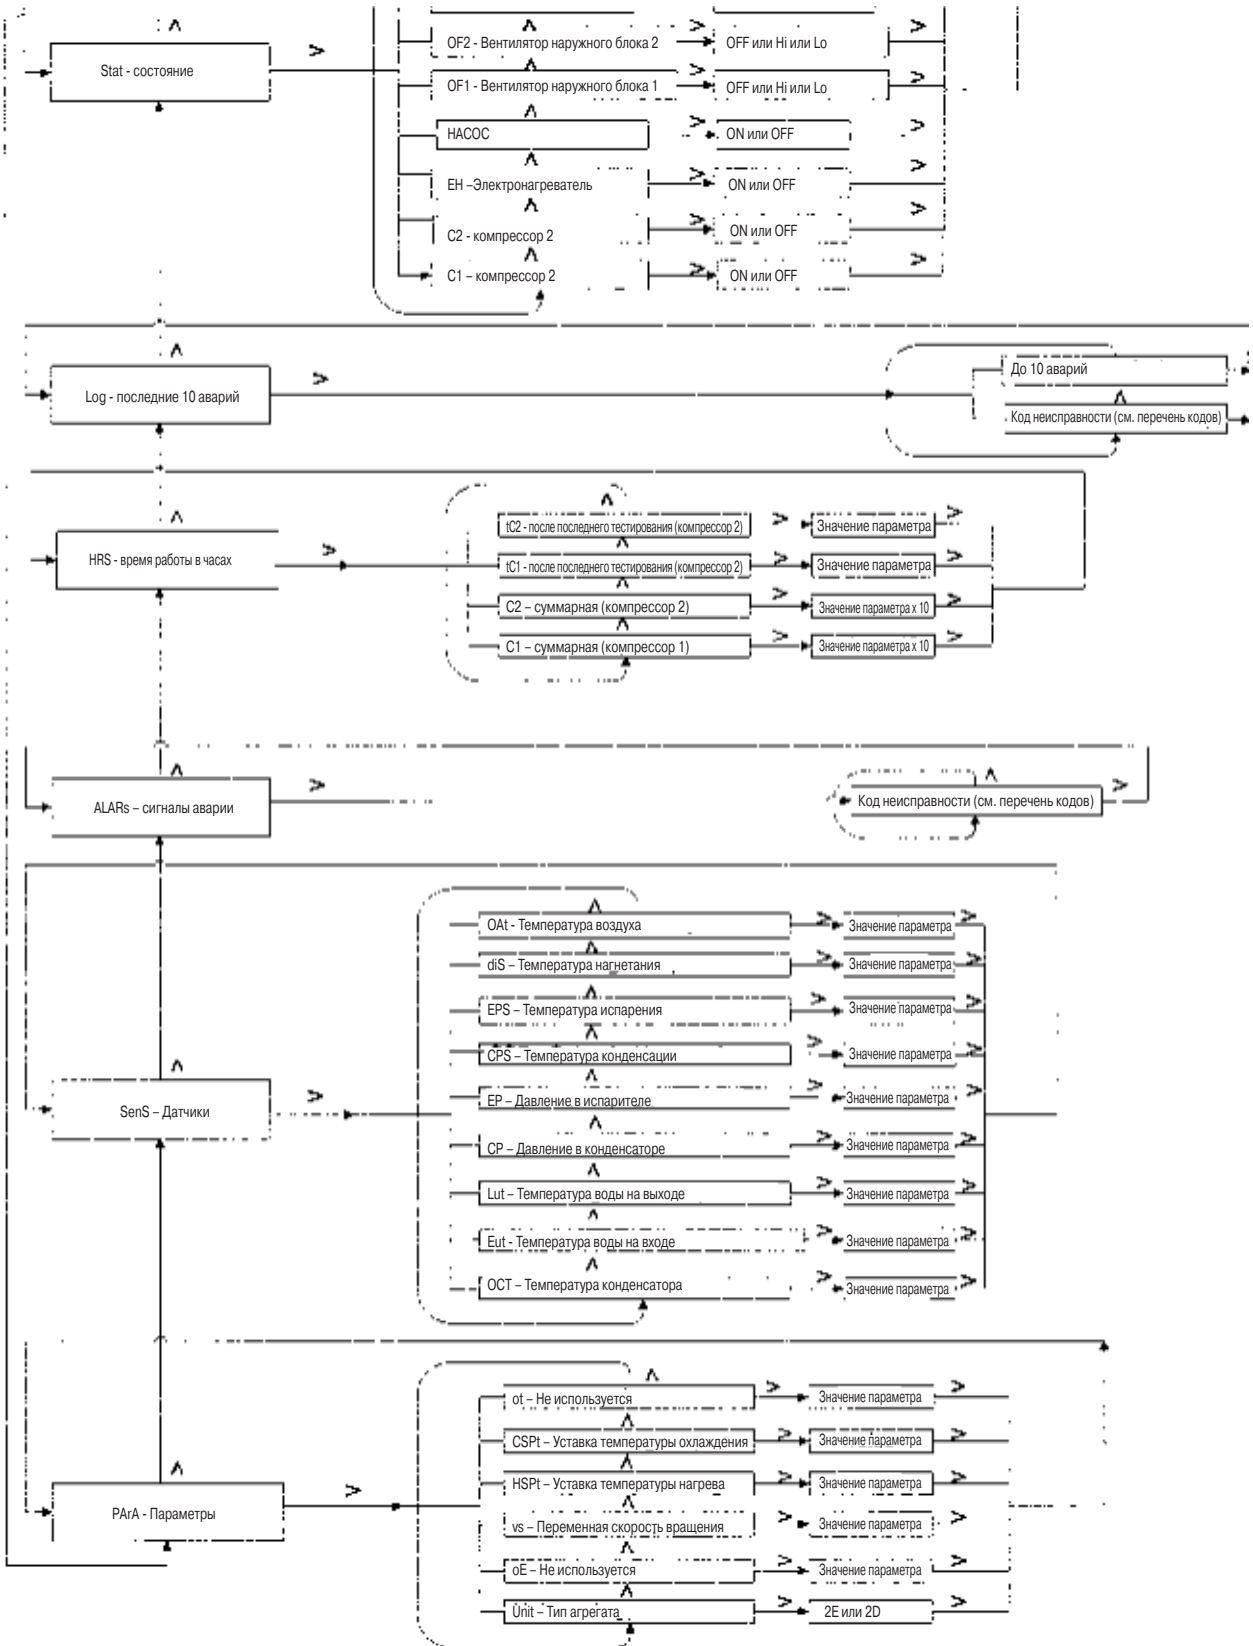 OF2 - Вентилятор наружного блока 2 > OFF или Hi или Lo >
Stat - состояние >
OF1 - Вентилятор наружного блока 1 > OFF или Hi или Lo >
НАСОС > ON или OFF >
EH –Электронагреватель > ON или OFF >
C2 - компрессор 2 > ON или OFF >
C1 – компрессор 2 > ON или OFF >
Log - последние 10 аварий >
До 10 аварий
Код неисправности (см. перечень кодов)
HRS - время работы в часах >
tC2 - после последнего тестирования (компрессор 2) > Значение параметра >
tC1 - после последнего тестирования (компрессор 2) > Значение параметра >
C2 – суммарная (компрессор 2) > Значение параметра x 10 >
C1 – суммарная (компрессор 1) > Значение параметра x 10 >
ALARs – сигналы аварии >
Код неисправности (см. перечень кодов) >
SenS – Датчики >
OAt - Температура воздуха > Значение параметра >
diS – Температура нагнетания > Значение параметра >
EPS – Температура испарения > Значение параметра >
CPS – Температура конденсации > Значение параметра >
EP – Давление в испарителе > Значение параметра >
CP – Давление в конденсаторе > Значение параметра >
Lut – Температура воды на выходе > Значение параметра >
Eut - Температура воды на входе > Значение параметра >
OCT – Температура конденсатора > Значение параметра >
PArA - Параметры >
ot – Не используется > Значение параметра >
CSPt – Уставка температуры охлаждения > Значение параметра >
HSPt – Уставка температуры нагрева > Значение параметра >
vs – Переменная скорость вращения > Значение параметра >
oE – Не используется > Значение параметра >
Unit – Тип агрегата > 2E или 2D >